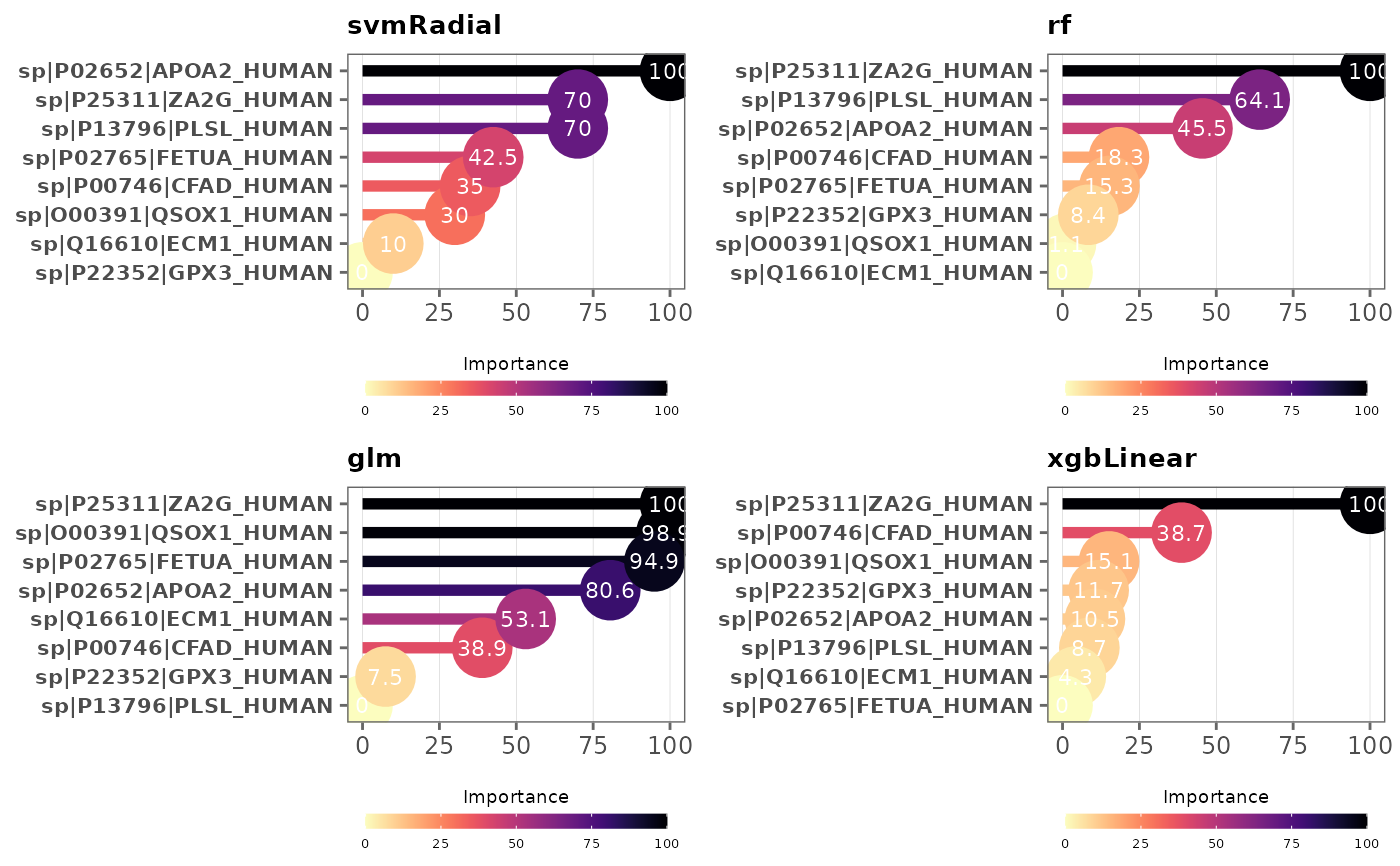 svmRadial
sp|P02652|APOA2_HUMAN 100
sp|P25311|ZA2G_HUMAN 70
sp|P13796|PLSL_HUMAN 70
sp|P02765|FETUA_HUMAN 42.5
sp|P00746|CFAD_HUMAN 35
sp|O00391|QSOX1_HUMAN 30
sp|Q16610|ECM1_HUMAN 10
sp|P22352|GPX3_HUMAN 0
0 25 50 75 100
Importance
0 25 50 75 100
rf
sp|P25311|ZA2G_HUMAN 100
sp|P13796|PLSL_HUMAN 64.1
sp|P02652|APOA2_HUMAN 45.5
sp|P00746|CFAD_HUMAN 18.3
sp|P02765|FETUA_HUMAN 15.3
sp|P22352|GPX3_HUMAN 8.4
sp|O00391|QSOX1_HUMAN 1.1
sp|Q16610|ECM1_HUMAN 0
0 25 50 75 100
Importance
0 25 50 75 100
glm
sp|P25311|ZA2G_HUMAN 100
sp|O00391|QSOX1_HUMAN 98.9
sp|P02765|FETUA_HUMAN 94.9
sp|P02652|APOA2_HUMAN 80.6
sp|Q16610|ECM1_HUMAN 53.1
sp|P00746|CFAD_HUMAN 38.9
sp|P22352|GPX3_HUMAN 7.5
sp|P13796|PLSL_HUMAN 0
0 25 50 75 100
Importance
0 25 50 75 100
xgbLinear
sp|P25311|ZA2G_HUMAN 100
sp|P00746|CFAD_HUMAN 38.7
sp|O00391|QSOX1_HUMAN 15.1
sp|P22352|GPX3_HUMAN 11.7
sp|P02652|APOA2_HUMAN 10.5
sp|P13796|PLSL_HUMAN 8.7
sp|Q16610|ECM1_HUMAN 4.3
sp|P02765|FETUA_HUMAN 0
0 25 50 75 100
Importance
0 25 50 75 100